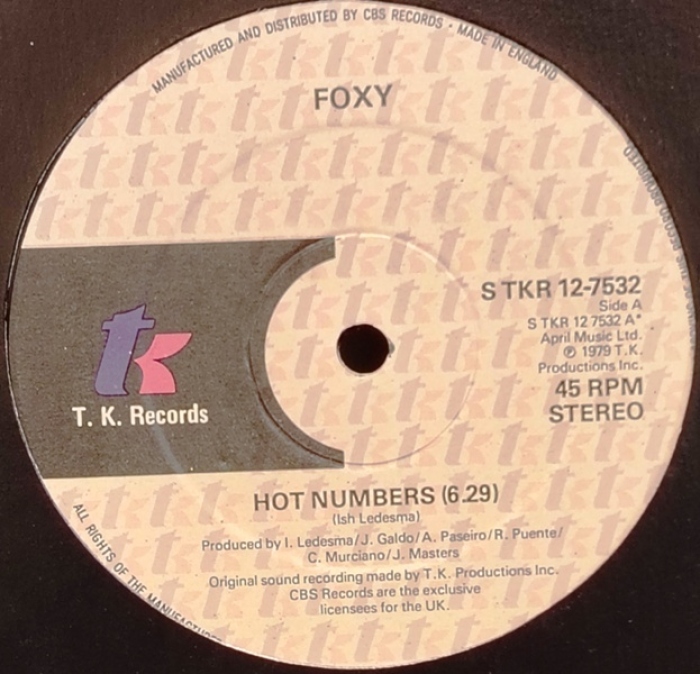 MANUFACTURED AND DISTRIBUTED BY CBS RECORDS · MADE IN ENGLAND
FOXY
S TKR 12-7532
Side A
S TKR 12 7532 A*
April Music Ltd.
℗ 1979 T.K.
Productions Inc.
45 RPM
STEREO
tk
T. K. Records
HOT NUMBERS (6.29)
(Ish Ledesma)
Produced by I. Ledesma/J. Galdo/A. Paseiro/R. Puente/
C. Murciano/J. Masters
Original sound recording made by T.K. Productions Inc.
CBS Records are the exclusive
licensees for the UK.
ALL RIGHTS OF THE MANUFACTURER